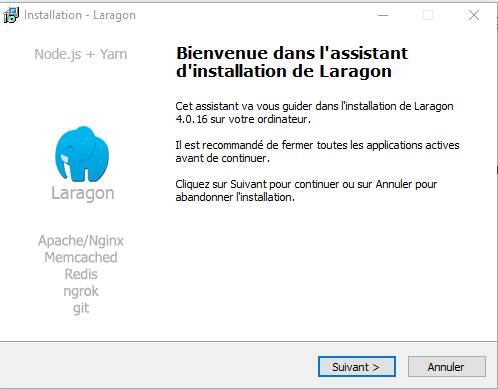 Installation - Laragon
Node.js + Yarn
Laragon
Apache/Nginx
Memcached
Redis
ngrok
git
Bienvenue dans l'assistant
d'installation de Laragon
Cet assistant va vous guider dans l'installation de Laragon
4.0.16 sur votre ordinateur.
Il est recommandé de fermer toutes les applications actives
avant de continuer.
Cliquez sur Suivant pour continuer ou sur Annuler pour
abandonner l'installation.
Suivant >
Annuler